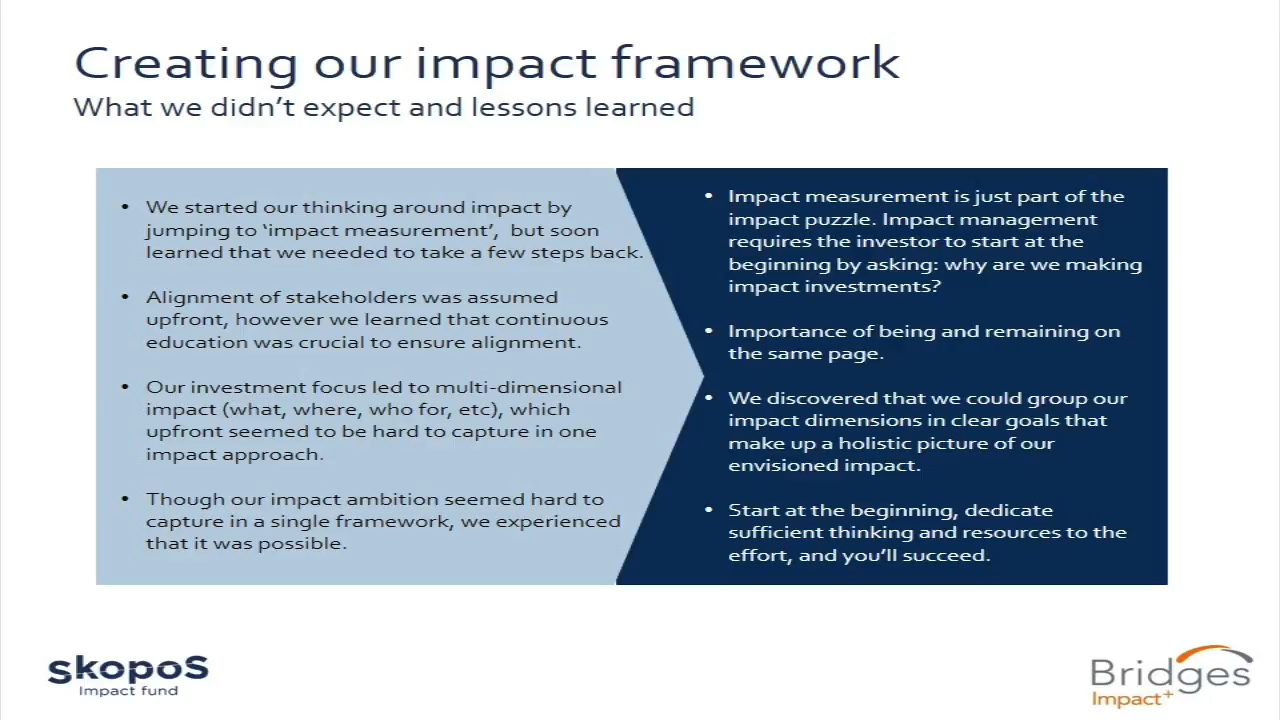 Creating our impact framework
What we didn't expect and lessons learned
• We started our thinking around impact by
jumping to 'impact measurement', but soon
learned that we needed to take a few steps back.
• Alignment of stakeholders was assumed
upfront, however we learned that continuous
education was crucial to ensure alignment.
• Our investment focus led to multi-dimensional
impact (what, where, who for, etc), which
upfront seemed to be hard to capture in one
impact approach.
• Though our impact ambition seemed hard to
capture in a single framework, we experienced
that it was possible.
• Impact measurement is just part of the
impact puzzle. Impact management
requires the investor to start at the
beginning by asking: why are we making
impact investments?
• Importance of being and remaining on
the same page.
• We discovered that we could group our
impact dimensions in clear goals that
make up a holistic picture of our
envisioned impact.
• Start at the beginning, dedicate
sufficient thinking and resources to the
effort, and you'll succeed.
skopos
Impact fund
Bridges
Impact+